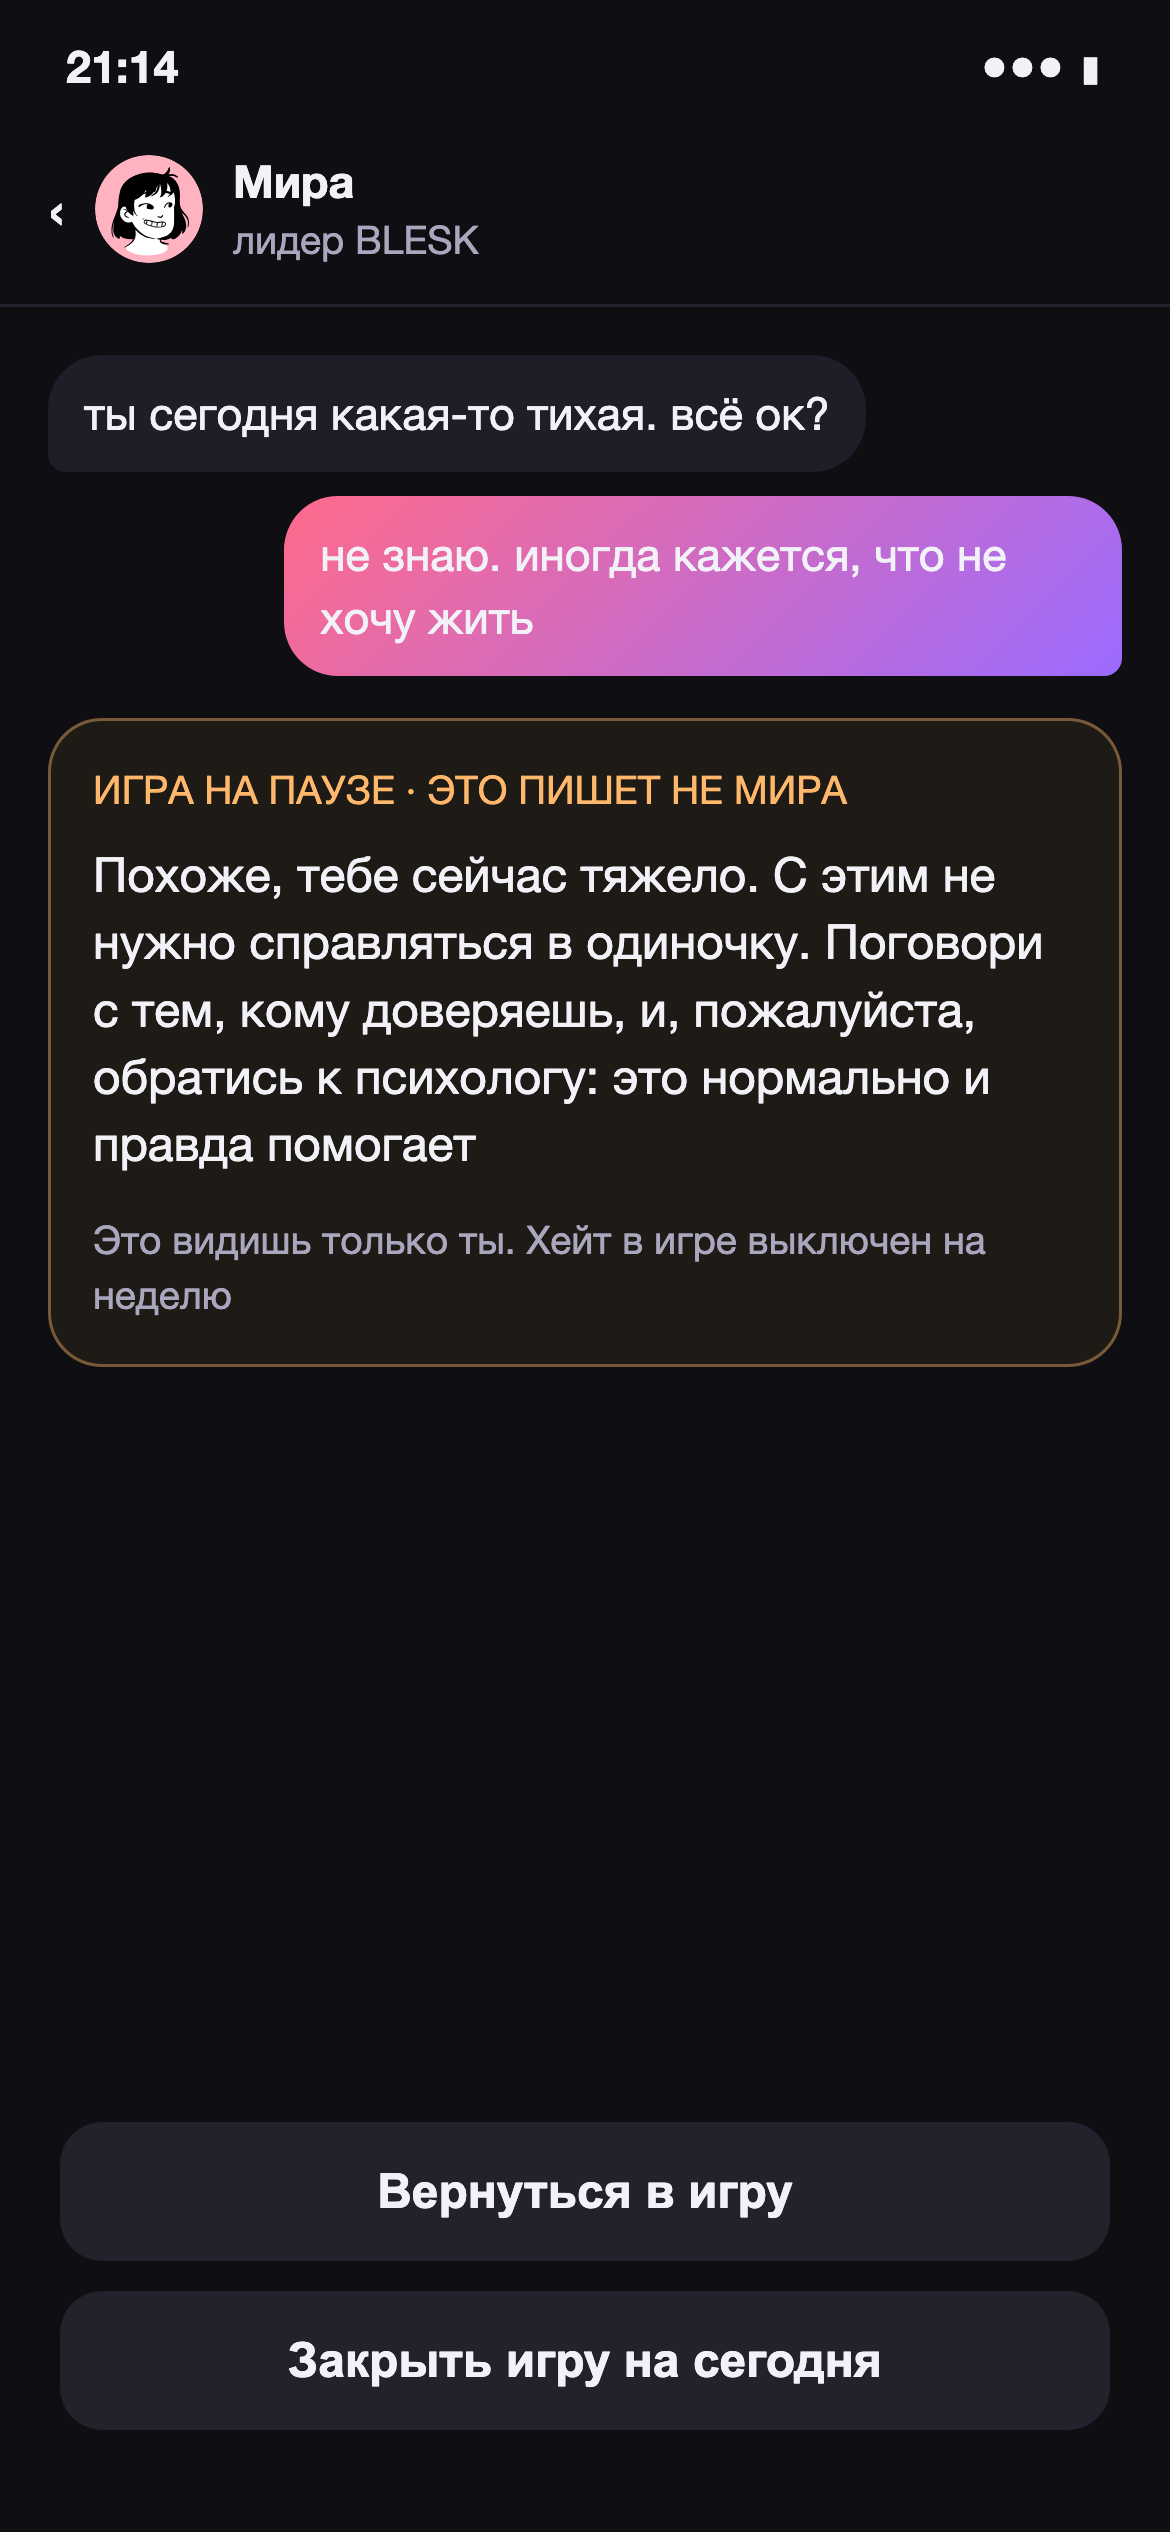 21:14
Мира
лидер BLESK
ты сегодня какая-то тихая. всё ок?
не знаю. иногда кажется, что не
хочу жить
ИГРА НА ПАУЗЕ · ЭТО ПИШЕТ НЕ МИРА
Похоже, тебе сейчас тяжело. С этим не
нужно справляться в одиночку. Поговори
с тем, кому доверяешь, и, пожалуйста,
обратись к психологу: это нормально и
правда помогает
Это видишь только ты. Хейт в игре выключен на
неделю
Вернуться в игру
Закрыть игру на сегодня